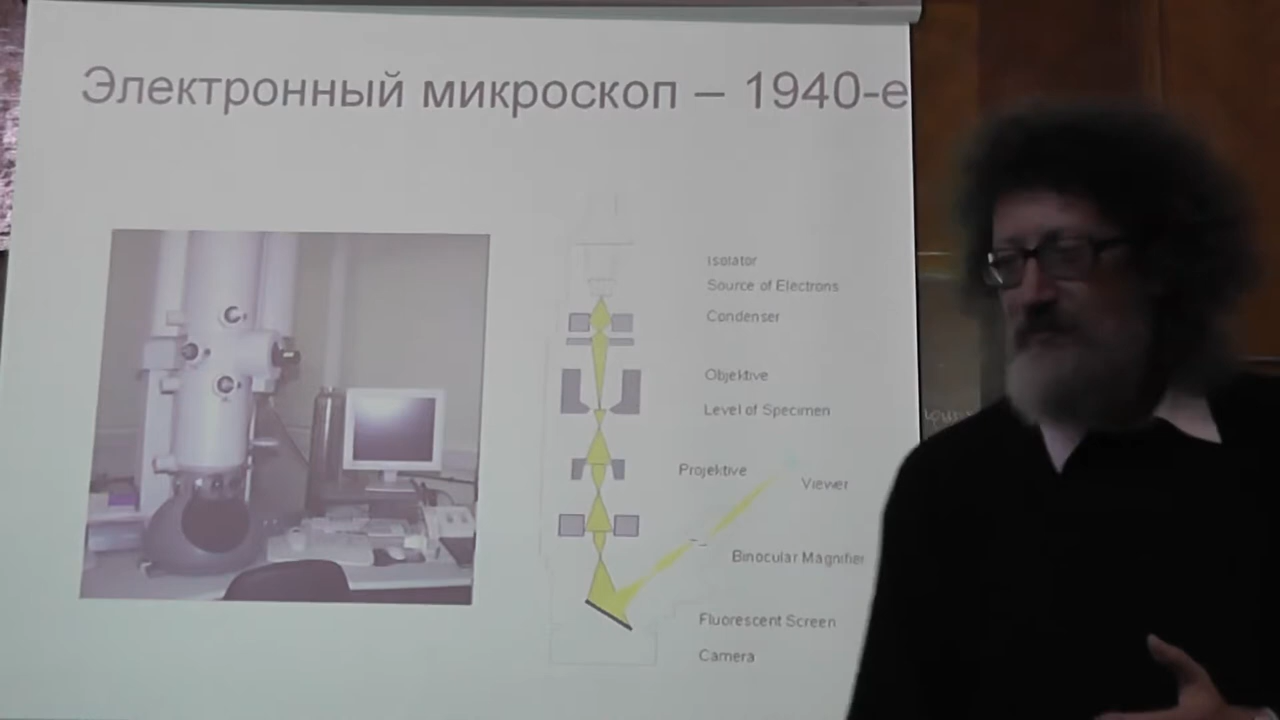 Электронный микроскоп – 1940-е
Isolator
Source of Electrons
Condenser
Objektive
Level of Specimen
Projektive
Viewer
Binocular Magnifier
Fluorescent Screen
Camera